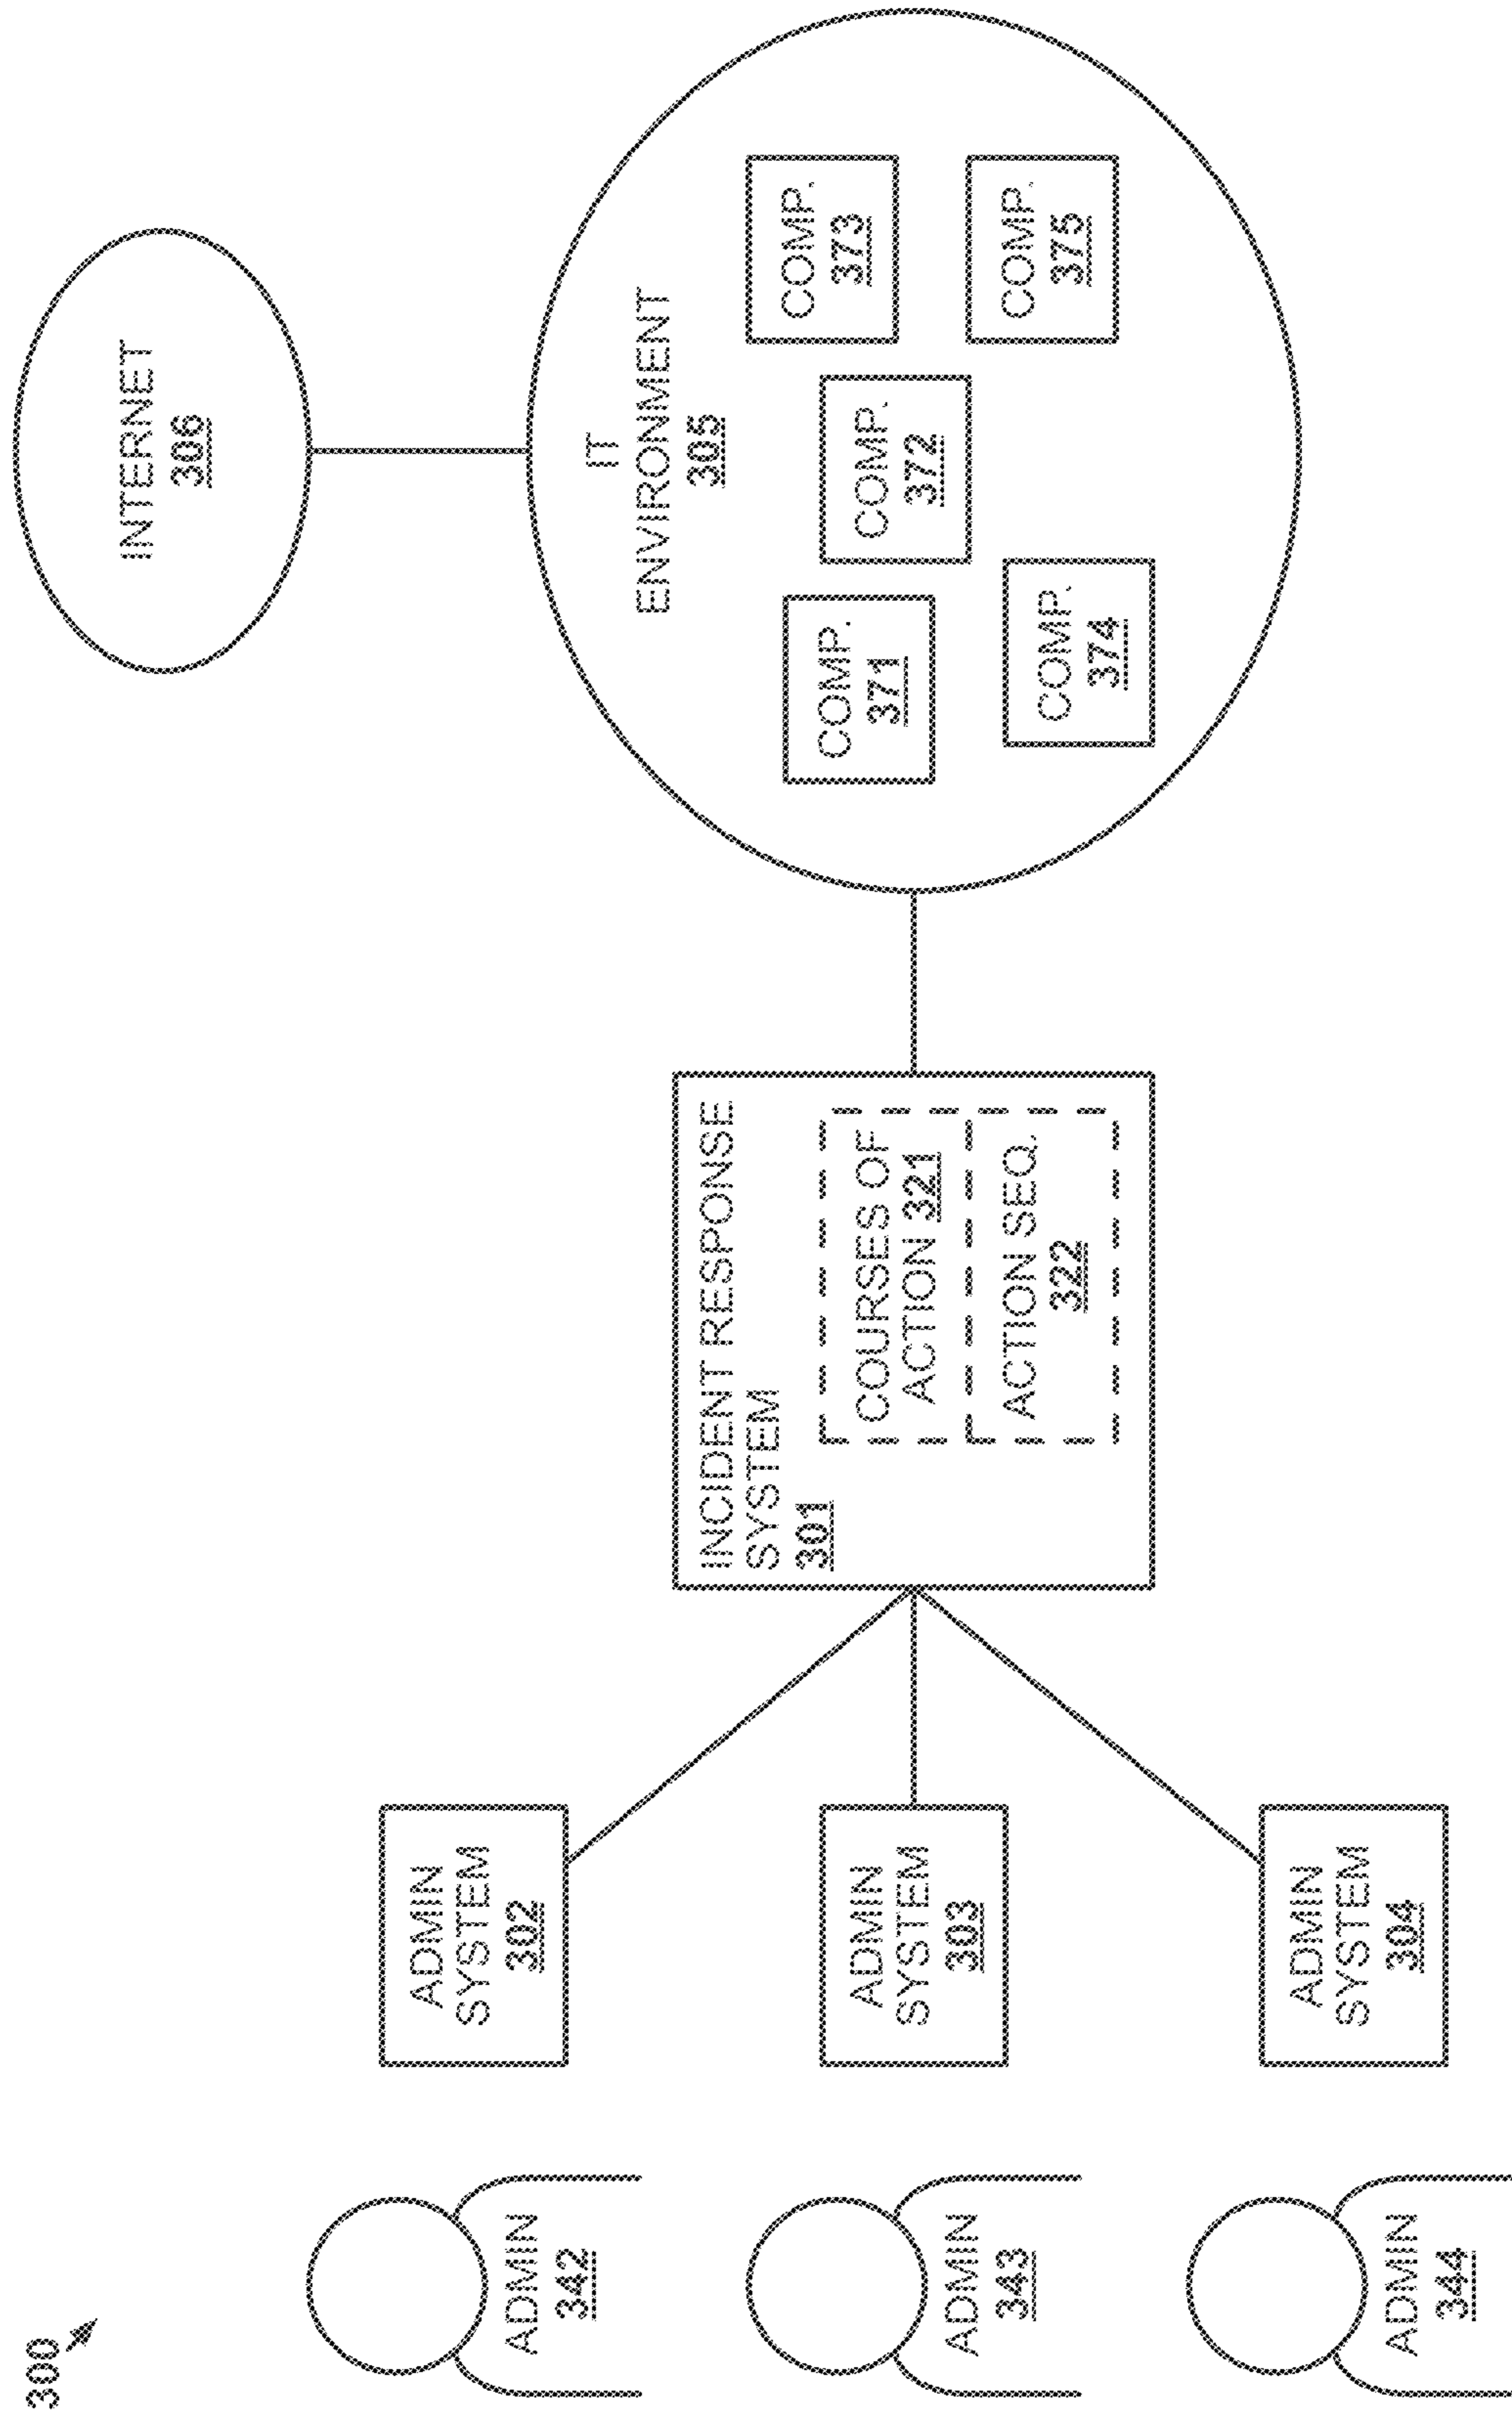 300
ADMIN
342
ADMIN
343
ADMIN
344
ADMIN
SYSTEM
302
ADMIN
SYSTEM
303
ADMIN
SYSTEM
304
INCIDENT RESPONSE
SYSTEM
301
COURSES OF
ACTION 321
ACTION SEQ.
322
INTERNET
306
IT
ENVIRONMENT
305
COMP.
371
COMP.
372
COMP.
373
COMP.
374
COMP.
375